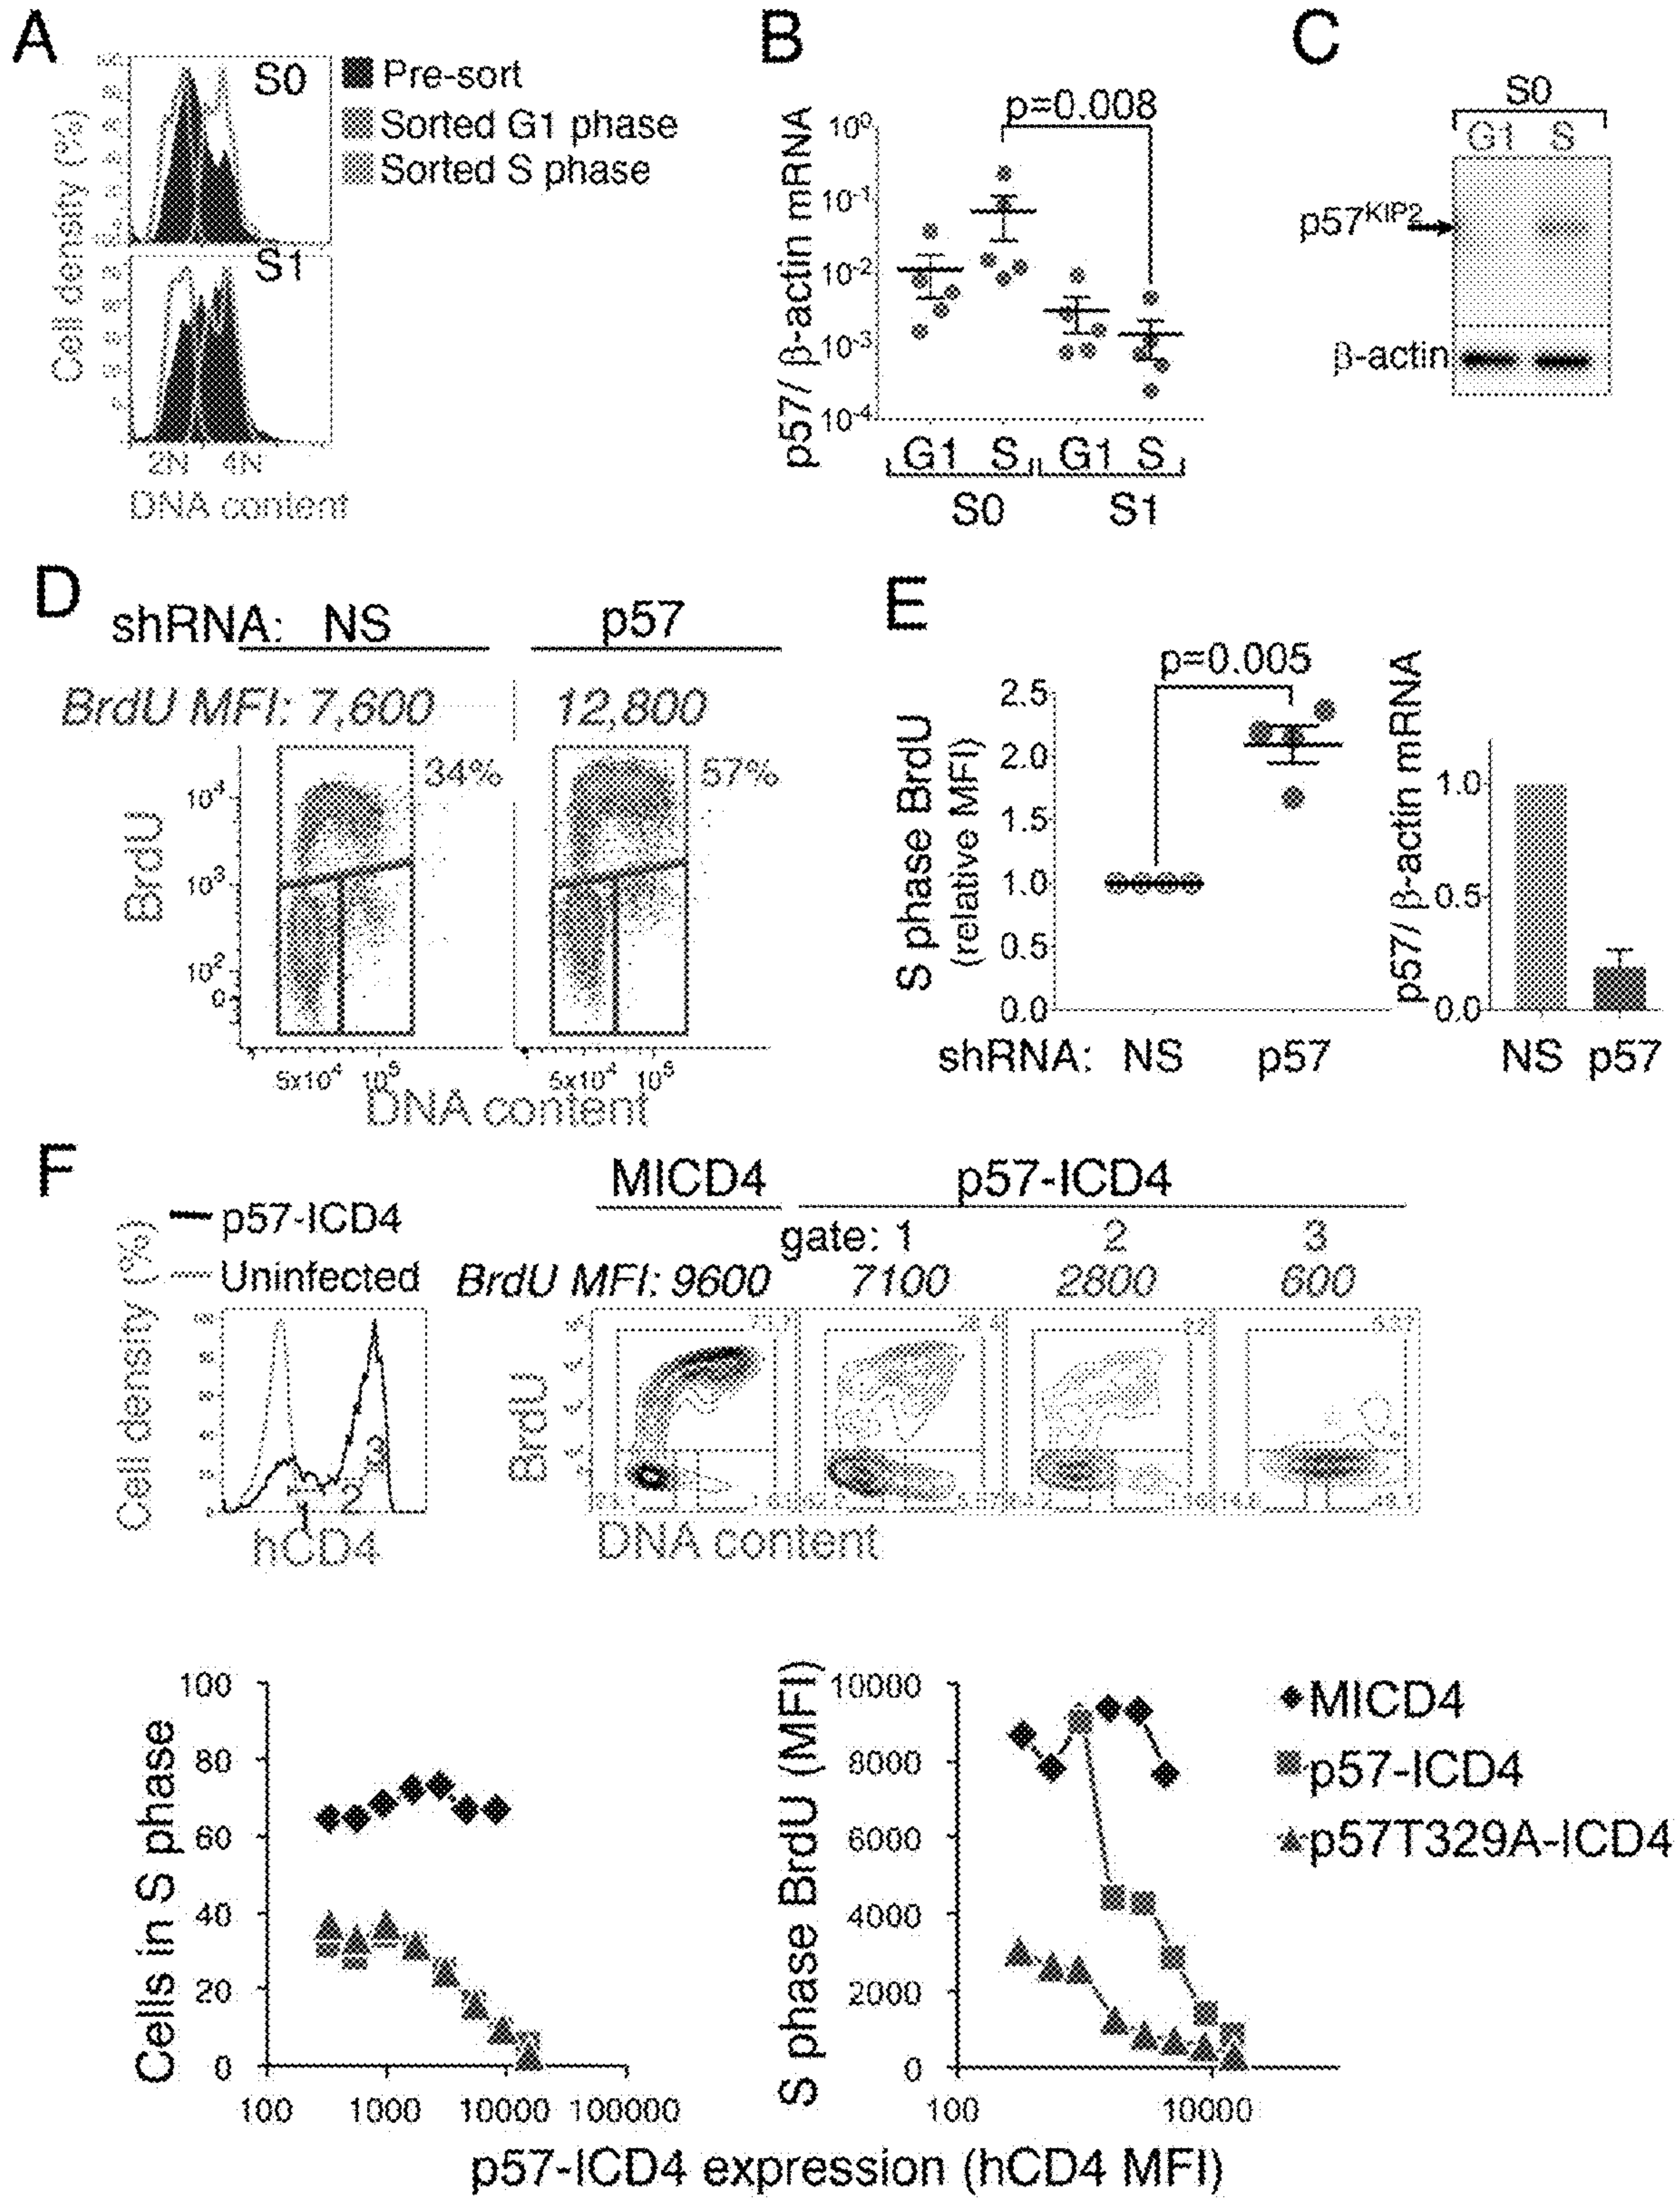 A
S0
Pre-sort
Sorted G1 phase
Sorted S phase
Cell density (%)
S1
2N 4N
DNA content
B
p=0.008
p57/ β-actin mRNA
10⁰
10⁻¹
10⁻²
10⁻³
10⁻⁴
G1 S G1 S
S0 S1
C
S0
G1 S
p57KIP2
β-actin
D
shRNA: NS p57
BrdU MFI: 7,600 12,800
34% 57%
BrdU
10⁴
10³
10²
0
5x10⁴ 10⁵ 5x10⁴ 10⁵
DNA content
E
p=0.005
S phase BrdU
(relative MFI)
2.5
2.0
1.5
1.0
0.5
0.0
shRNA: NS p57
p57/ β-actin mRNA
1.0
0.5
0.0
NS p57
F
p57-ICD4
Uninfected
Cell density (%)
1 2 3
hCD4
MICD4 p57-ICD4
gate: 1 2 3
BrdU MFI: 9600 7100 2800 600
BrdU
DNA content
Cells in S phase
100
80
60
40
20
0
100 1000 10000 100000
S phase BrdU (MFI)
10000
8000
6000
4000
2000
0
100 10000
MICD4
p57-ICD4
p57T329A-ICD4
p57-ICD4 expression (hCD4 MFI)